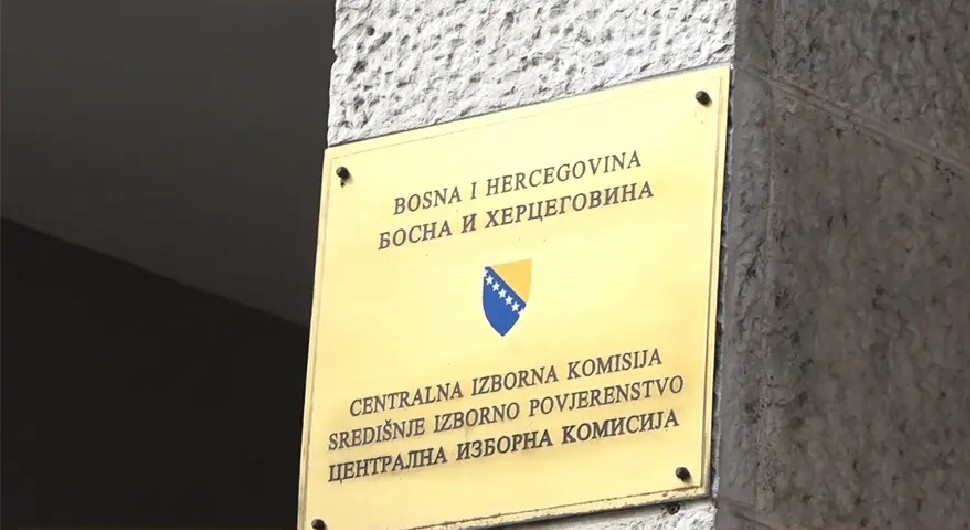 BOSNA I HERCEGOVINA
БОСНА И ХЕРЦЕГОВИНА
CENTRALNA IZBORNA KOMISIJA
SREDIŠNJE IZBORNO POVJERENSTVO
ЦЕНТРАЛНА ИЗБОРНА КОМИСИЈА